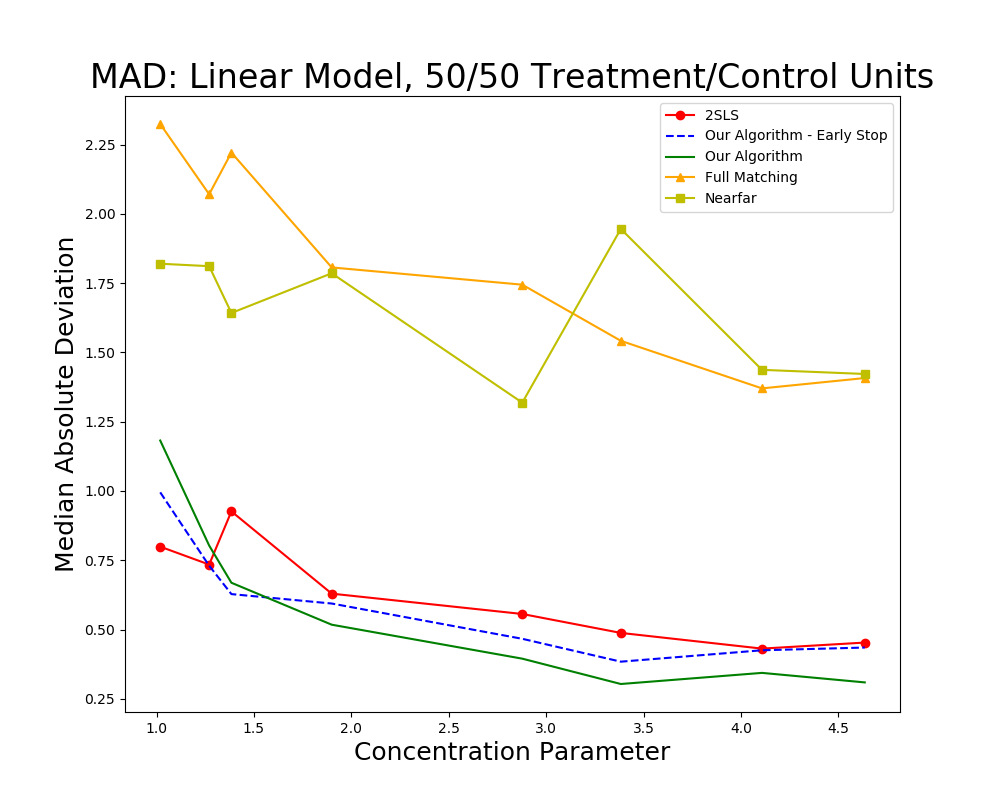 MAD: Linear Model, 50/50 Treatment/Control Units
2SLS
Our Algorithm - Early Stop
Our Algorithm
Full Matching
Nearfar
Median Absolute Deviation
2.25
2.00
1.75
1.50
1.25
1.00
0.75
0.50
0.25
1.0 1.5 2.0 2.5 3.0 3.5 4.0 4.5
Concentration Parameter